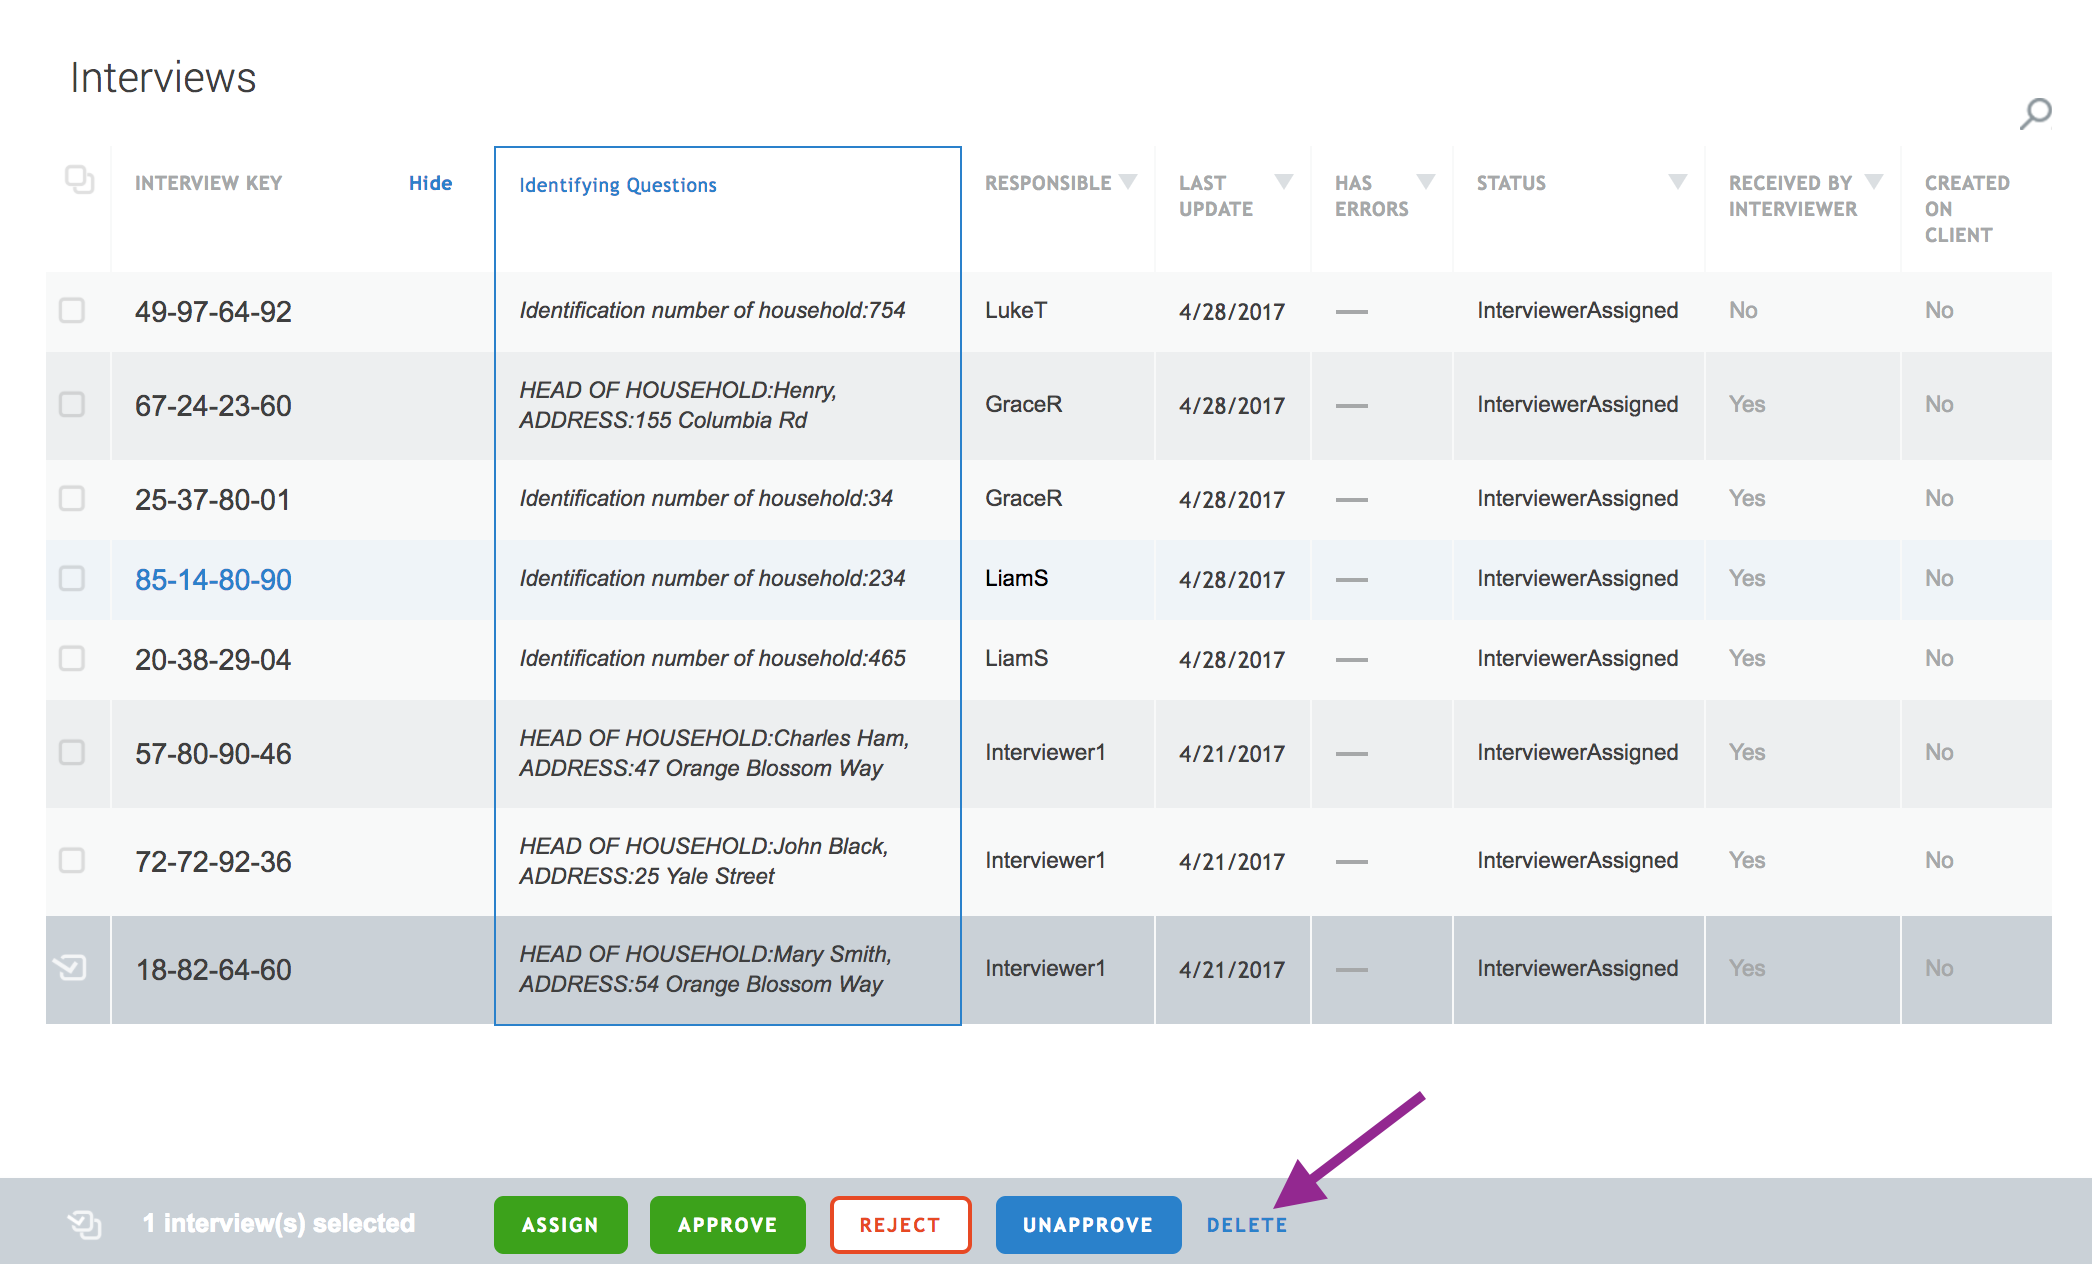 Interviews
INTERVIEW KEY Hide Identifying Questions RESPONSIBLE LAST UPDATE HAS ERRORS STATUS RECEIVED BY INTERVIEWER CREATED ON CLIENT
49-97-64-92 Identification number of household:754 LukeT 4/28/2017 — InterviewerAssigned No No
67-24-23-60 HEAD OF HOUSEHOLD:Henry, GraceR 4/28/2017 — InterviewerAssigned Yes No
ADDRESS:155 Columbia Rd
25-37-80-01 Identification number of household:34 GraceR 4/28/2017 — InterviewerAssigned Yes No
85-14-80-90 Identification number of household:234 LiamS 4/28/2017 — InterviewerAssigned Yes No
20-38-29-04 Identification number of household:465 LiamS 4/28/2017 — InterviewerAssigned Yes No
57-80-90-46 HEAD OF HOUSEHOLD:Charles Ham, Interviewer1 4/21/2017 — InterviewerAssigned Yes No
ADDRESS:47 Orange Blossom Way
72-72-92-36 HEAD OF HOUSEHOLD:John Black, Interviewer1 4/21/2017 — InterviewerAssigned Yes No
ADDRESS:25 Yale Street
18-82-64-60 HEAD OF HOUSEHOLD:Mary Smith, Interviewer1 4/21/2017 — InterviewerAssigned Yes No
ADDRESS:54 Orange Blossom Way
1 interview(s) selected ASSIGN APPROVE REJECT UNAPPROVE DELETE